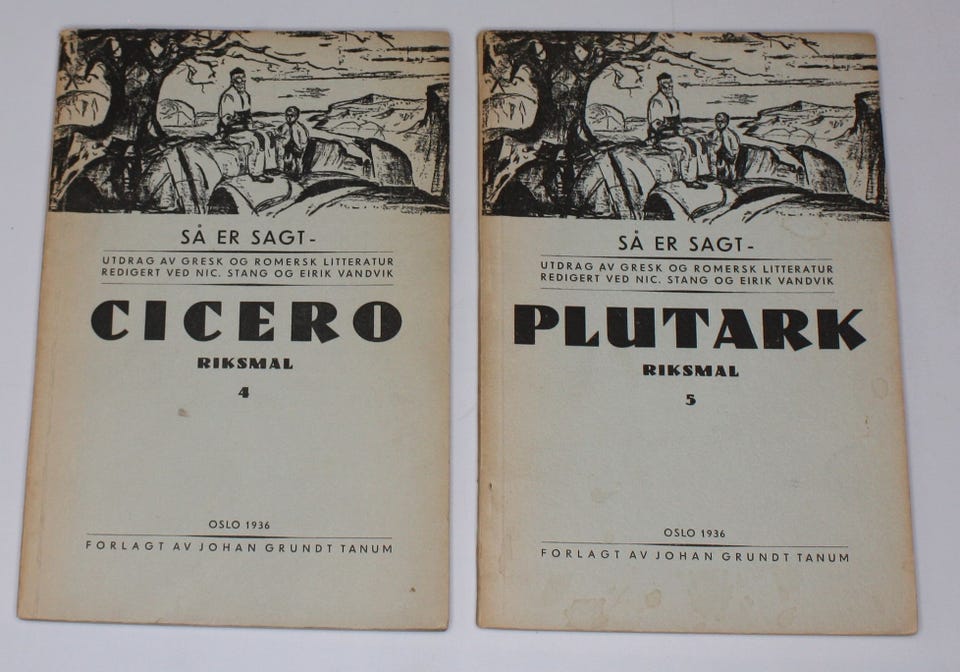 SÅ ER SAGT-
UTDRAG AV GRESK OG ROMERSK LITTERATUR
REDIGERT VED NIC. STANG OG EIRIK VANDVIK
CICERO
RIKSMAL
4
OSLO 1936
FORLAGT AV JOHAN GRUNDT TANUM
SÅ ER SAGT-
UTDRAG AV GRESK OG ROMERSK LITTERATUR
REDIGERT VED NIC. STANG OG EIRIK VANDVIK
PLUTARK
RIKSMAL
5
OSLO 1936
FORLAGT AV JOHAN GRUNDT TANUM